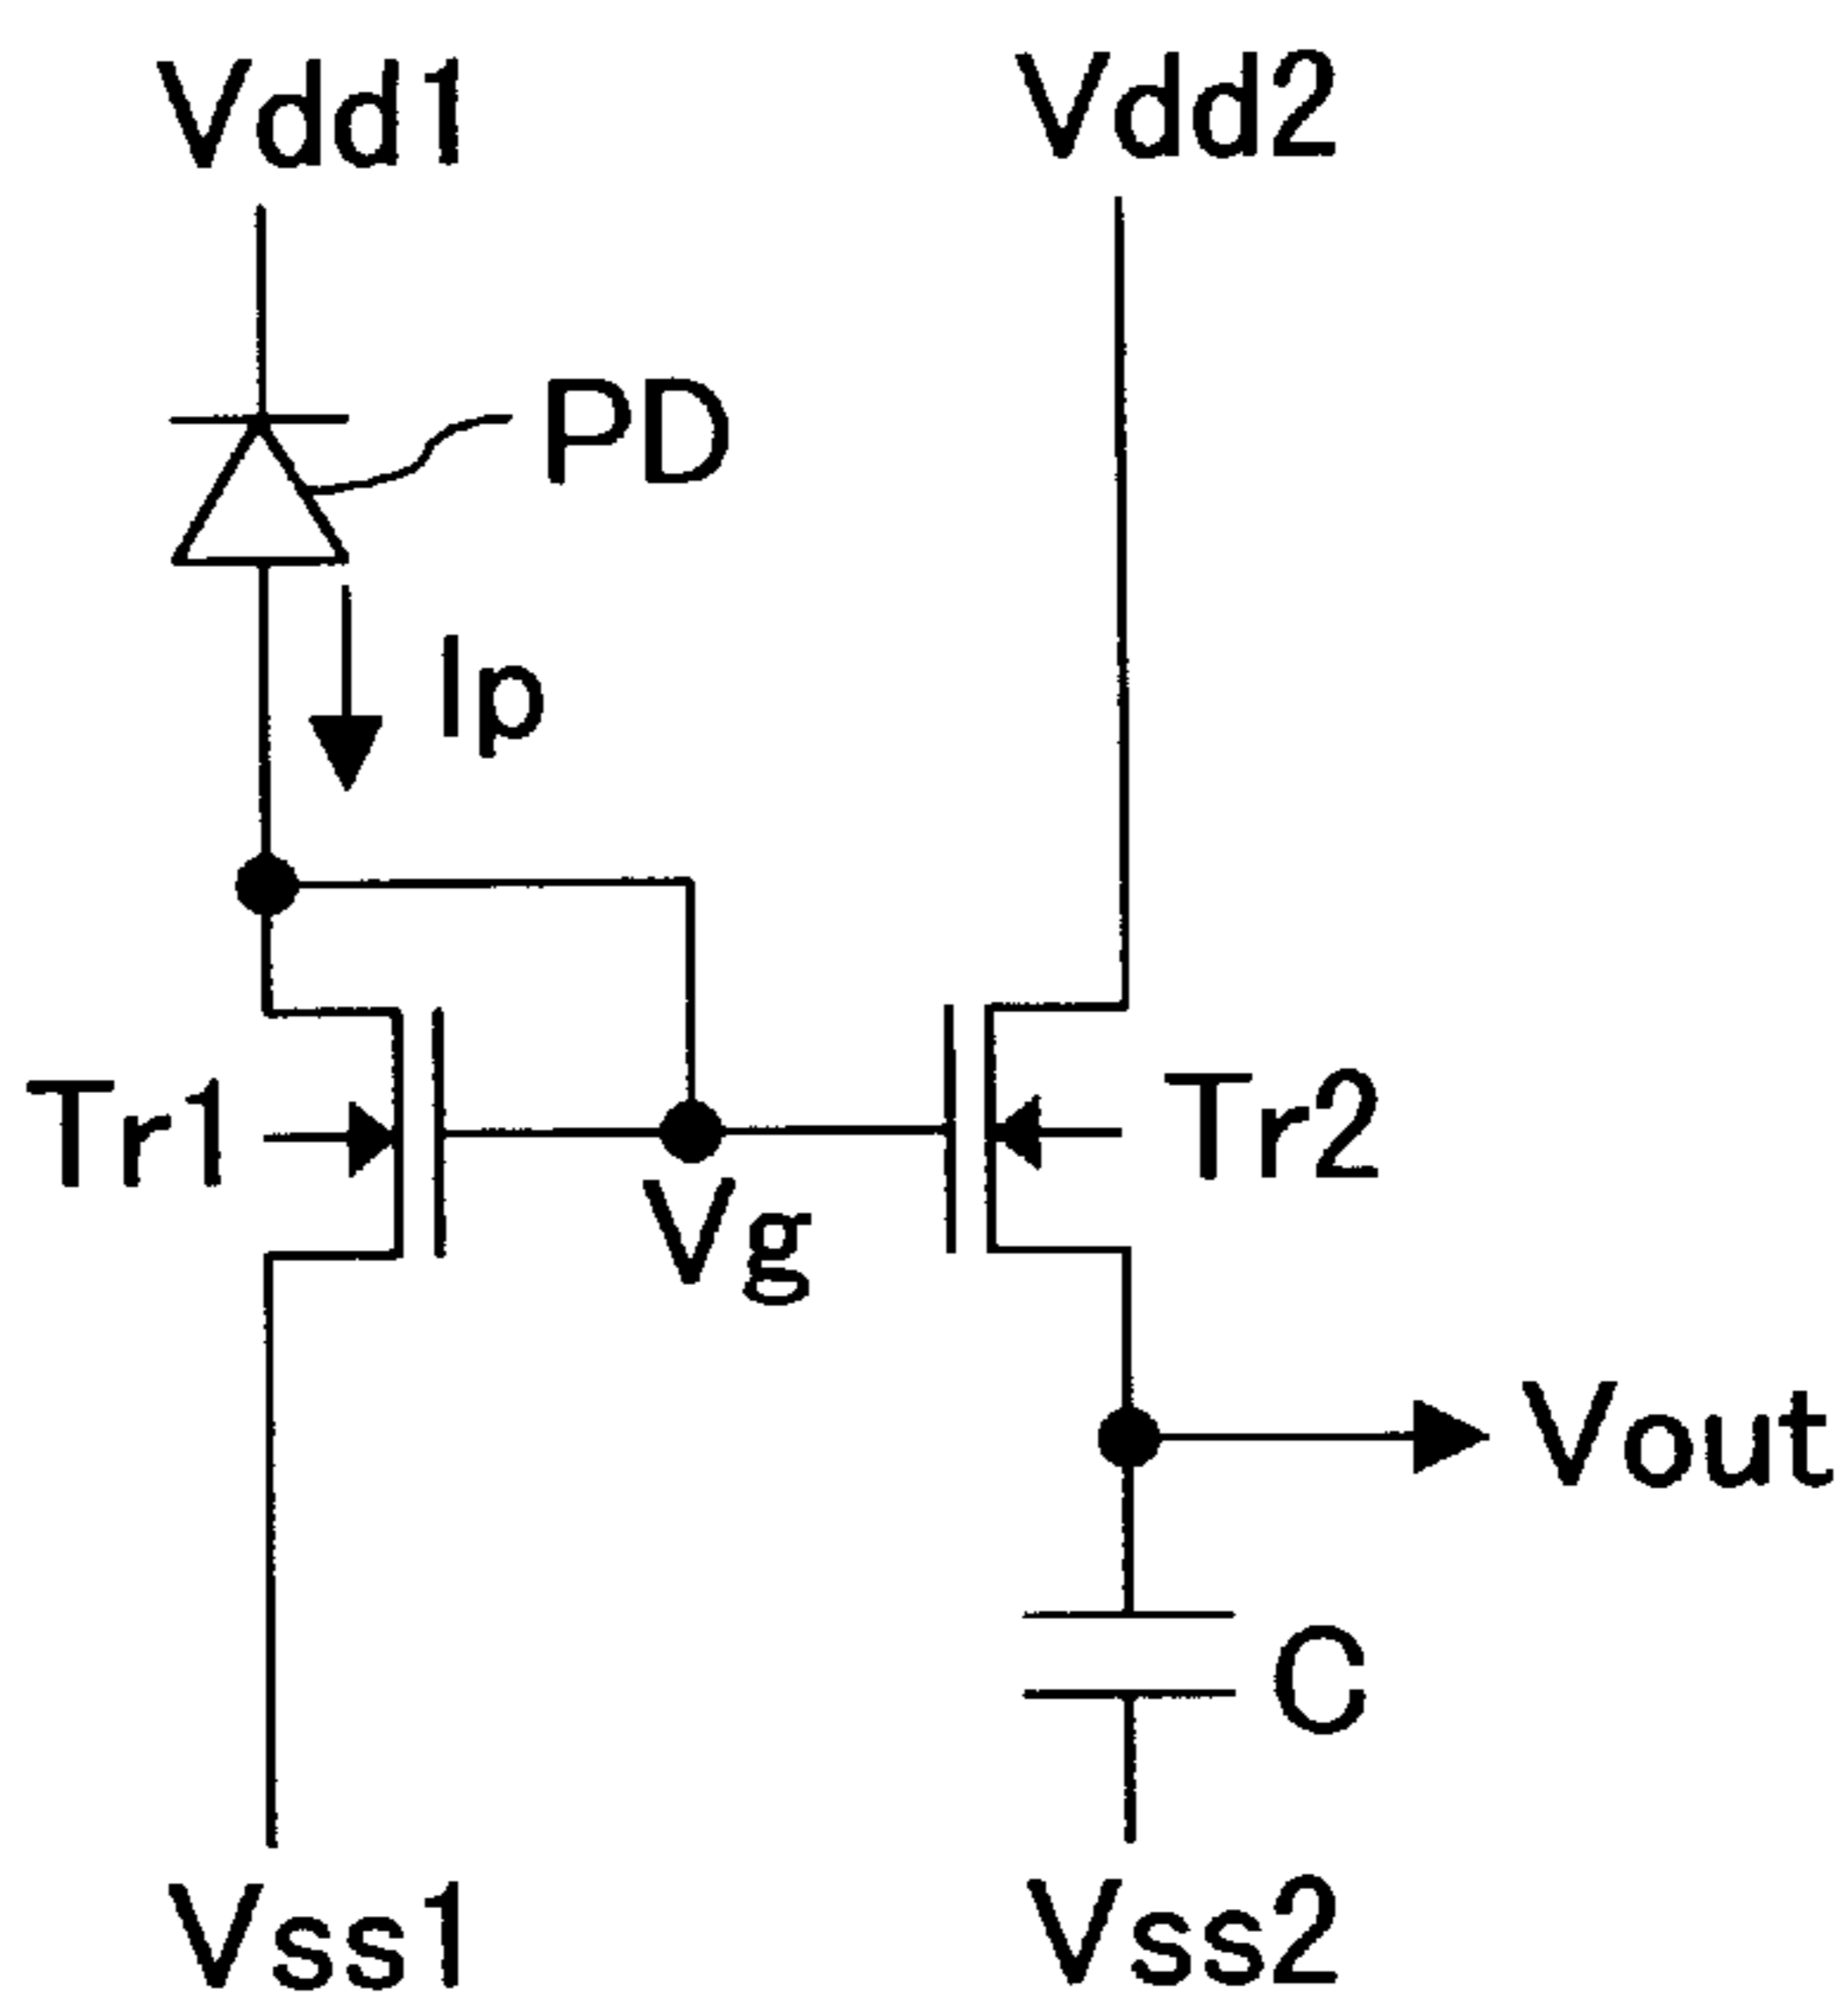 Vdd1 Vdd2
PD
Ip
Tr1 Tr2
Vg
Vout
C
Vss1 Vss2